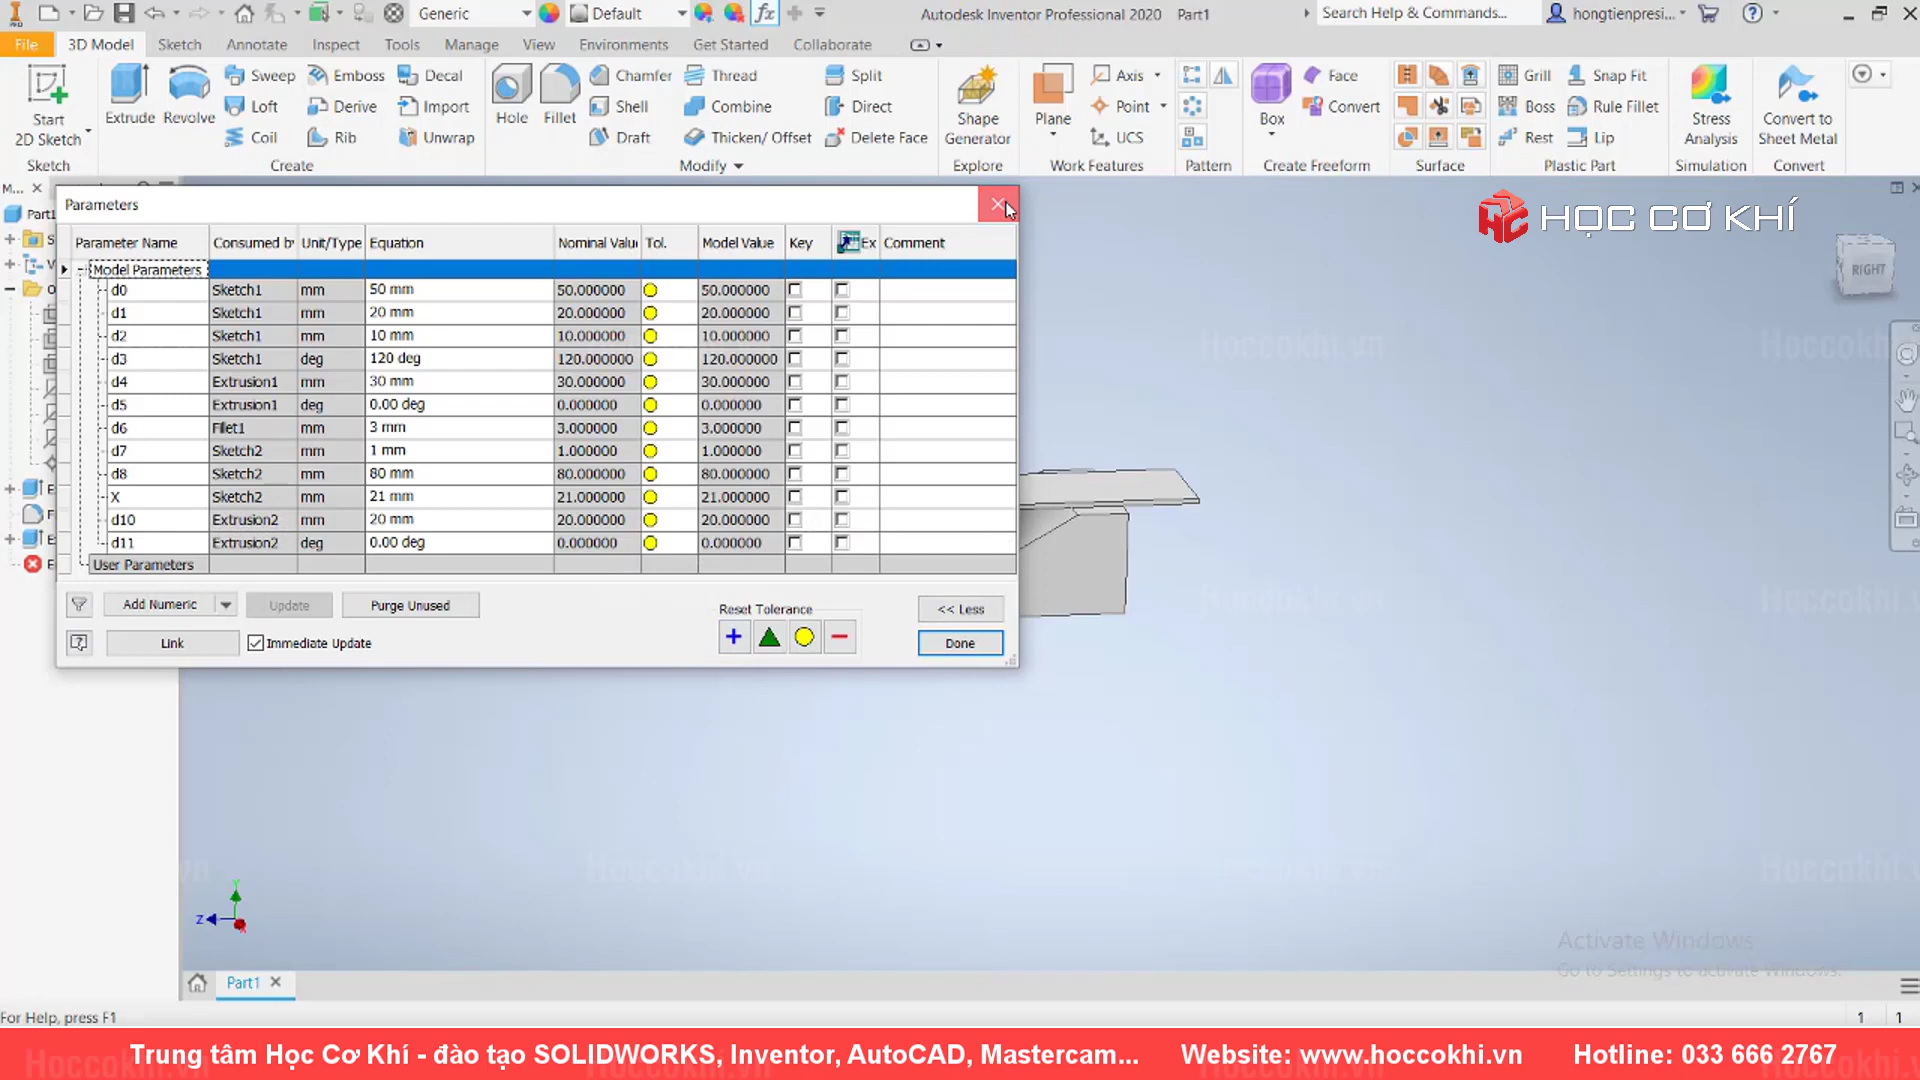 Generic Default fx Autodesk Inventor Professional 2020 Part1 Search Help & Commands... hongtienpresi...
File 3D Model Sketch Annotate Inspect Tools Manage View Environments Get Started Collaborate
Start 2D Sketch Extrude Revolve Sweep Emboss Decal Hole Fillet Chamfer Thread Split Shape Generator Plane Axis Box Face Grill Snap Fit Stress Analysis Convert to Sheet Metal
Loft Derive Import Shell Combine Direct Point Convert Boss Rule Fillet
Coil Rib Unwrap Draft Thicken/ Offset Delete Face UCS Rest Lip
Sketch Create Modify Explore Work Features Pattern Create Freeform Surface Plastic Part Simulation Convert
M...
Part1
Parameters
HỌC CƠ KHÍ
RIGHT
Parameter Name Consumed by Unit/Type Equation Nominal Valu Tol. Model Value Key Ex Comment
Model Parameters
d0 Sketch1 mm 50 mm 50.000000 50.000000
d1 Sketch1 mm 20 mm 20.000000 20.000000
d2 Sketch1 mm 10 mm 10.000000 10.000000
d3 Sketch1 deg 120 deg 120.000000 120.000000
d4 Extrusion1 mm 30 mm 30.000000 30.000000
d5 Extrusion1 deg 0.00 deg 0.000000 0.000000
d6 Fillet1 mm 3 mm 3.000000 3.000000
d7 Sketch2 mm 1 mm 1.000000 1.000000
d8 Sketch2 mm 80 mm 80.000000 80.000000
X Sketch2 mm 21 mm 21.000000 21.000000
d10 Extrusion2 mm 20 mm 20.000000 20.000000
d11 Extrusion2 deg 0.00 deg 0.000000 0.000000
User Parameters
Add Numeric Update Purge Unused Reset Tolerance << Less
Link Immediate Update Done
Hoccokhi.vn
Y
Z
X
Activate Windows
Go to Settings to activate Windows.
Part1
For Help, press F1 1 1
Trung tâm Học Cơ Khí - đào tạo SOLIDWORKS, Inventor, AutoCAD, Mastercam... Website: www.hoccokhi.vn Hotline: 033 666 2767